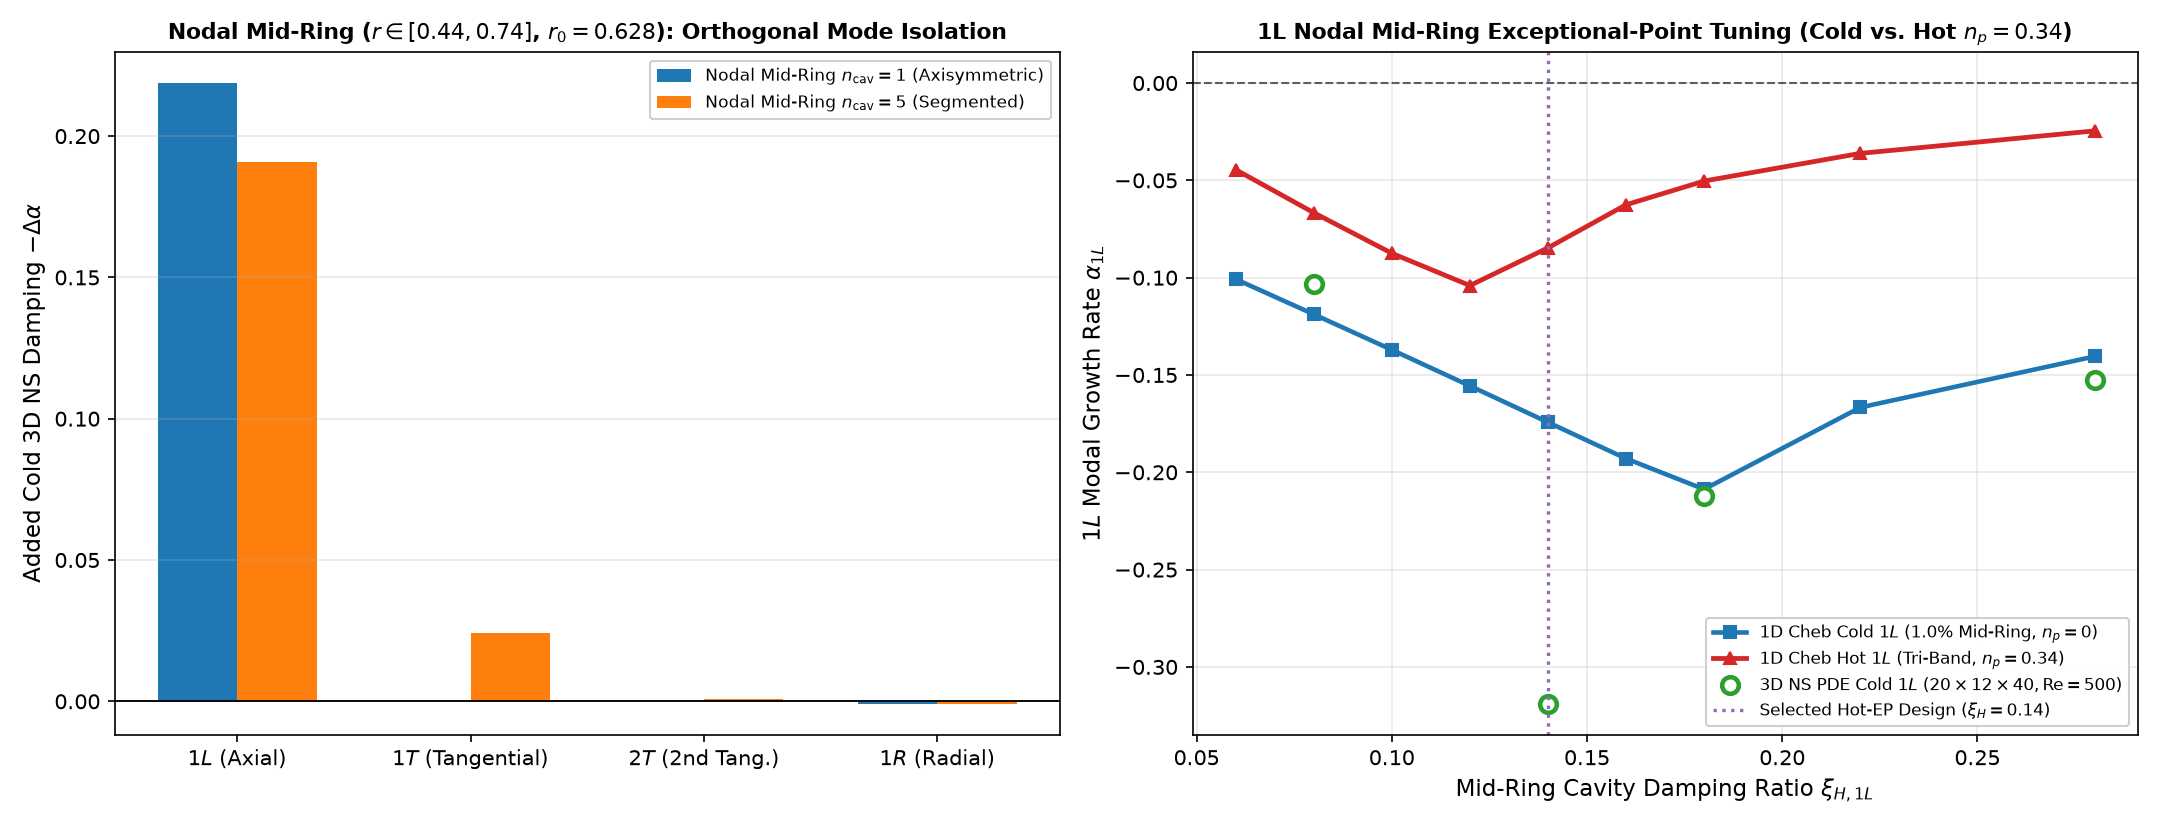 Nodal Mid-Ring (r ∈ [0.44, 0.74], r₀ = 0.628): Orthogonal Mode Isolation
Nodal Mid-Ring n_cav = 1 (Axisymmetric)
Nodal Mid-Ring n_cav = 5 (Segmented)
Added Cold 3D NS Damping −Δα
0.20
0.15
0.10
0.05
0.00
1L (Axial)
1T (Tangential)
2T (2nd Tang.)
1R (Radial)
1L Nodal Mid-Ring Exceptional-Point Tuning (Cold vs. Hot n_p = 0.34)
1L Modal Growth Rate α_1L
0.00
−0.05
−0.10
−0.15
−0.20
−0.25
−0.30
1D Cheb Cold 1L (1.0% Mid-Ring, n_p = 0)
1D Cheb Hot 1L (Tri-Band, n_p = 0.34)
3D NS PDE Cold 1L (20 × 12 × 40, Re = 500)
Selected Hot-EP Design (ξ_H = 0.14)
0.05
0.10
0.15
0.20
0.25
Mid-Ring Cavity Damping Ratio ξ_H, 1L